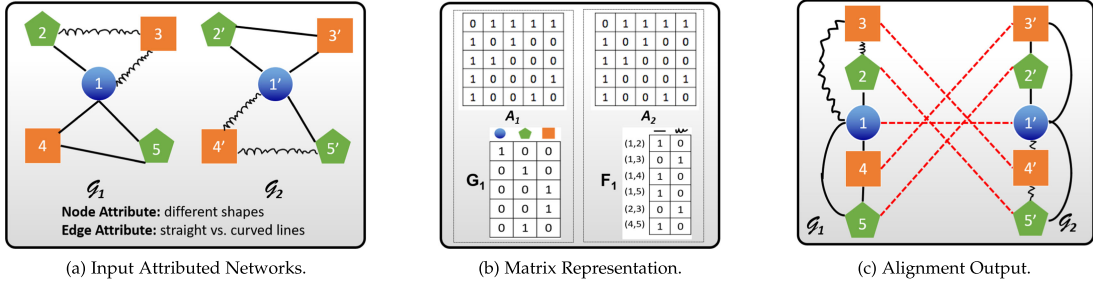 2 3 2' 3'
1 1'
4 5 4' 5'
𝒢1 𝒢2
Node Attribute: different shapes
Edge Attribute: straight vs. curved lines
(a) Input Attributed Networks.
0 1 1 1 1
1 0 1 0 0
1 1 0 0 0
1 0 0 0 1
1 0 0 1 0
A1
0 1 1 1 1
1 0 1 0 0
1 1 0 0 0
1 0 0 0 1
1 0 0 1 0
A2
G1
1 0 0
0 1 0
0 0 1
0 0 1
0 1 0
F1
(1,2) 1 0
(1,3) 0 1
(1,4) 1 0
(1,5) 1 0
(2,3) 0 1
(4,5) 1 0
(b) Matrix Representation.
3 3'
2 2'
1 1'
4 4'
5 5'
𝒢1 𝒢2
(c) Alignment Output.